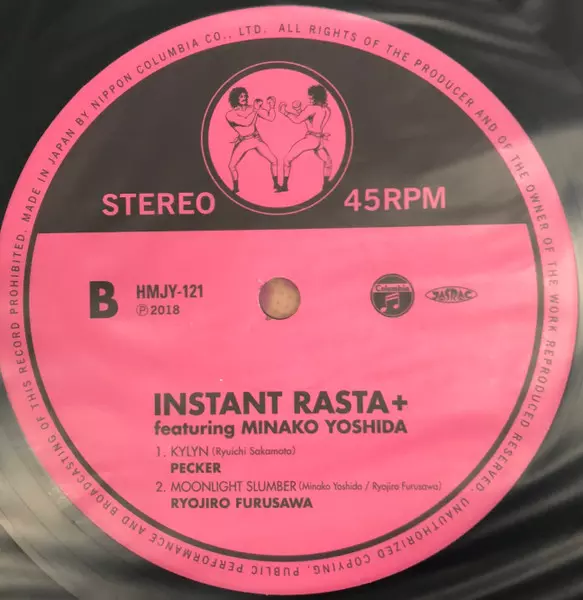 MADE IN JAPAN BY NIPPON COLUMBIA CO., LTD. ALL RIGHTS OF THE PRODUCER AND OF THE OWNER OF THE WORK REPRODUCED RESERVED. UNAUTHORIZED COPYING, PUBLIC PERFORMANCE AND BROADCASTING OF THIS RECORD PROHIBITED.
STEREO 45RPM
B HMJY-121
℗2018
Columbia JASRAC
INSTANT RASTA+
featuring MINAKO YOSHIDA
1. KYLYN (Ryuichi Sakamoto)
PECKER
2. MOONLIGHT SLUMBER (Minako Yoshida / Ryojiro Furusawa)
RYOJIRO FURUSAWA